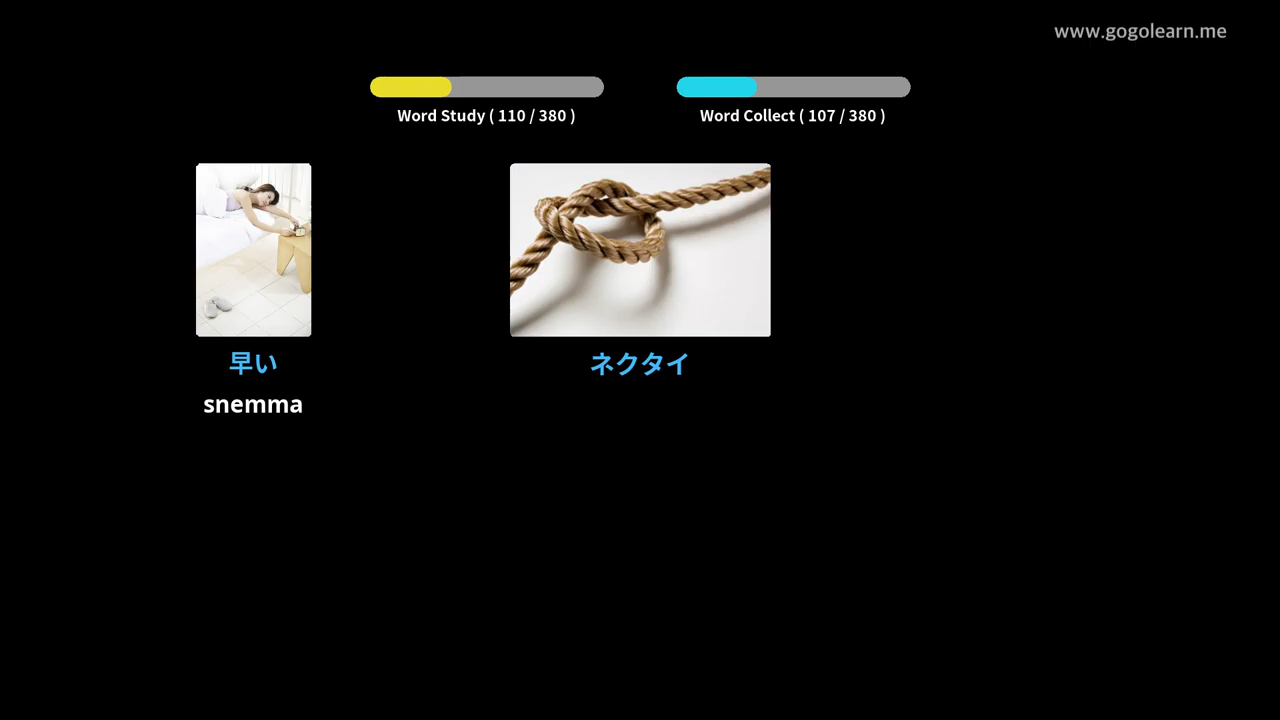 www.gogolearn.me
Word Study ( 110 / 380 )
Word Collect ( 107 / 380 )
早い
snemma
ネクタイ